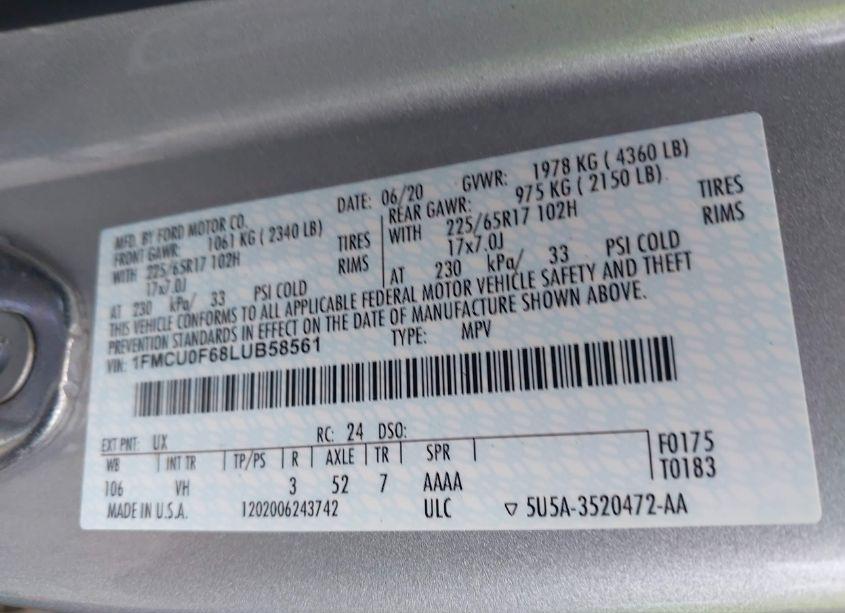 MFD. BY FORD MOTOR CO. DATE: 06/20 GVWR: 1978 KG ( 4360 LB)
FRONT GAWR: 1061 KG ( 2340 LB) REAR GAWR: 975 KG ( 2150 LB)
WITH 225/65R17 102H TIRES WITH 225/65R17 102H TIRES
17x7.0J RIMS 17x7.0J RIMS
AT 230 kPa/ 33 PSI COLD AT 230 kPa/ 33 PSI COLD
THIS VEHICLE CONFORMS TO ALL APPLICABLE FEDERAL MOTOR VEHICLE SAFETY AND THEFT
PREVENTION STANDARDS IN EFFECT ON THE DATE OF MANUFACTURE SHOWN ABOVE.
VIN: 1FMCU0F68LUB58561 TYPE: MPV
EXT PNT: UX RC: 24 DSO: F0175
WB INT TR TP/PS R AXLE TR SPR T0183
106 VH 3 52 7 AAAA
MADE IN U.S.A. 1202006243742 ULC ▽ 5U5A-3520472-AA